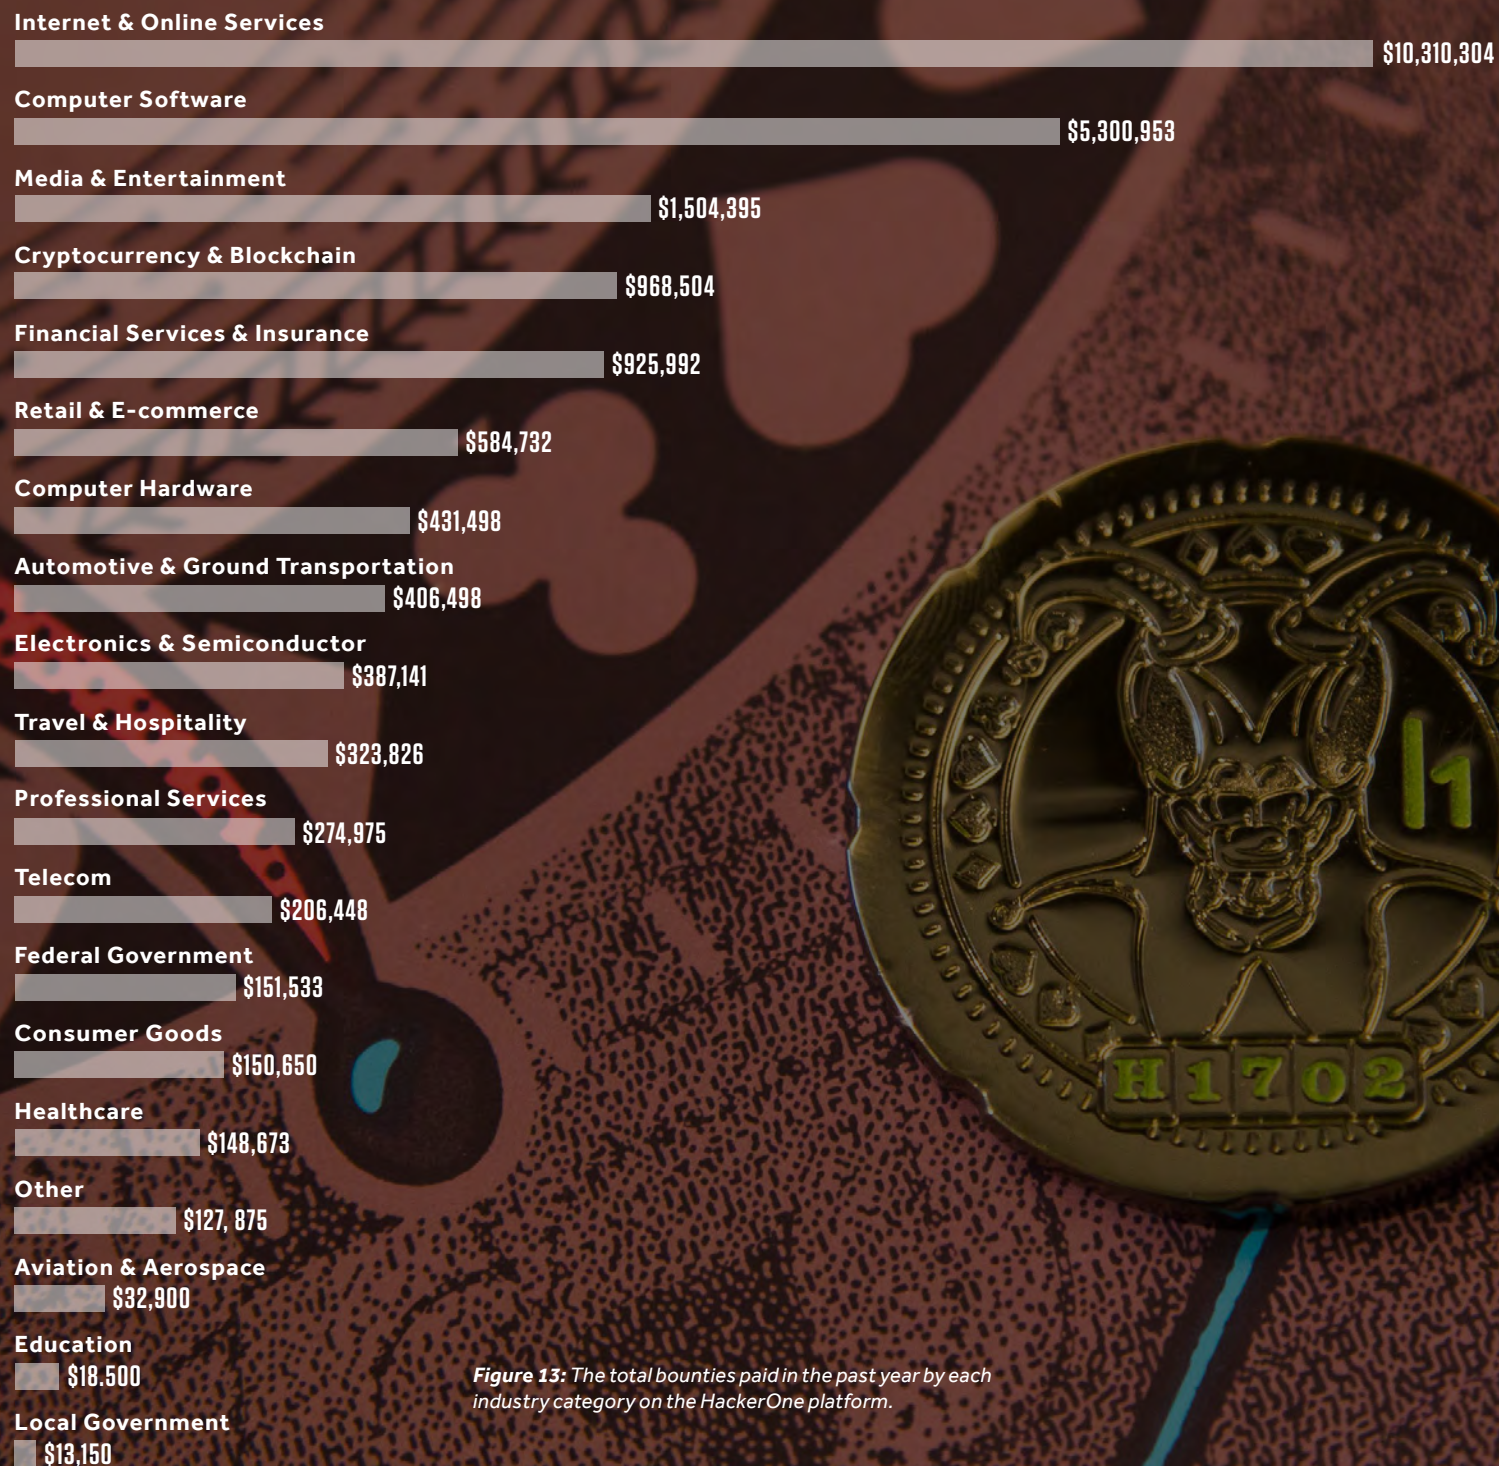 Internet & Online Services
$10,310,304
Computer Software
$5,300,953
Media & Entertainment
$1,504,395
Cryptocurrency & Blockchain
$968,504
Financial Services & Insurance
$925,992
Retail & E-commerce
$584,732
Computer Hardware
$431,498
Automotive & Ground Transportation
$406,498
Electronics & Semiconductor
$387,141
Travel & Hospitality
$323,826
Professional Services
$274,975
Telecom
$206,448
Federal Government
$151,533
Consumer Goods
$150,650
Healthcare
$148,673
Other
$127, 875
Aviation & Aerospace
$32,900
Education
$18.500
Local Government
$13,150
Figure 13: The total bounties paid in the past year by each
industry category on the HackerOne platform.
l1
H1702